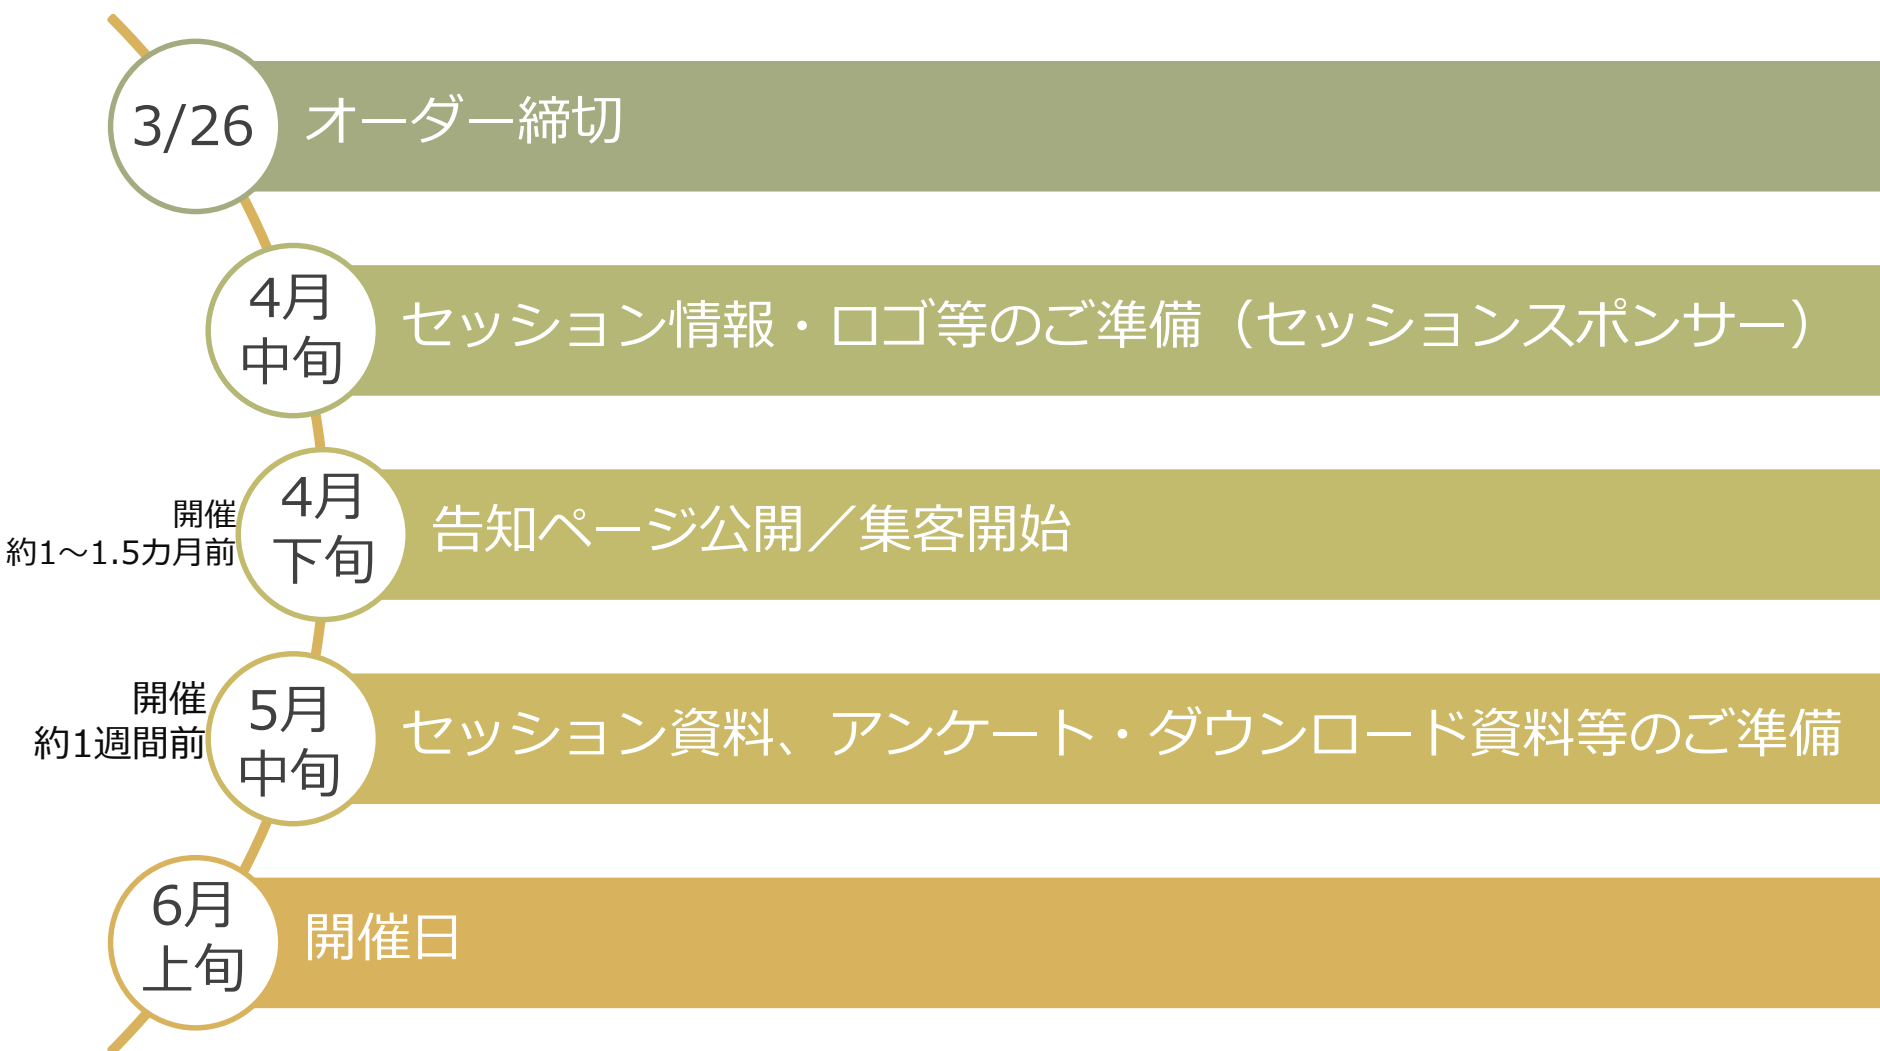 3/26
オーダー締切
4月
中旬
セッション情報・ロゴ等のご準備（セッションスポンサー）
開催
約1～1.5カ月前
4月
下旬
告知ページ公開／集客開始
開催
約1週間前
5月
中旬
セッション資料、アンケート・ダウンロード資料等のご準備
6月
上旬
開催日